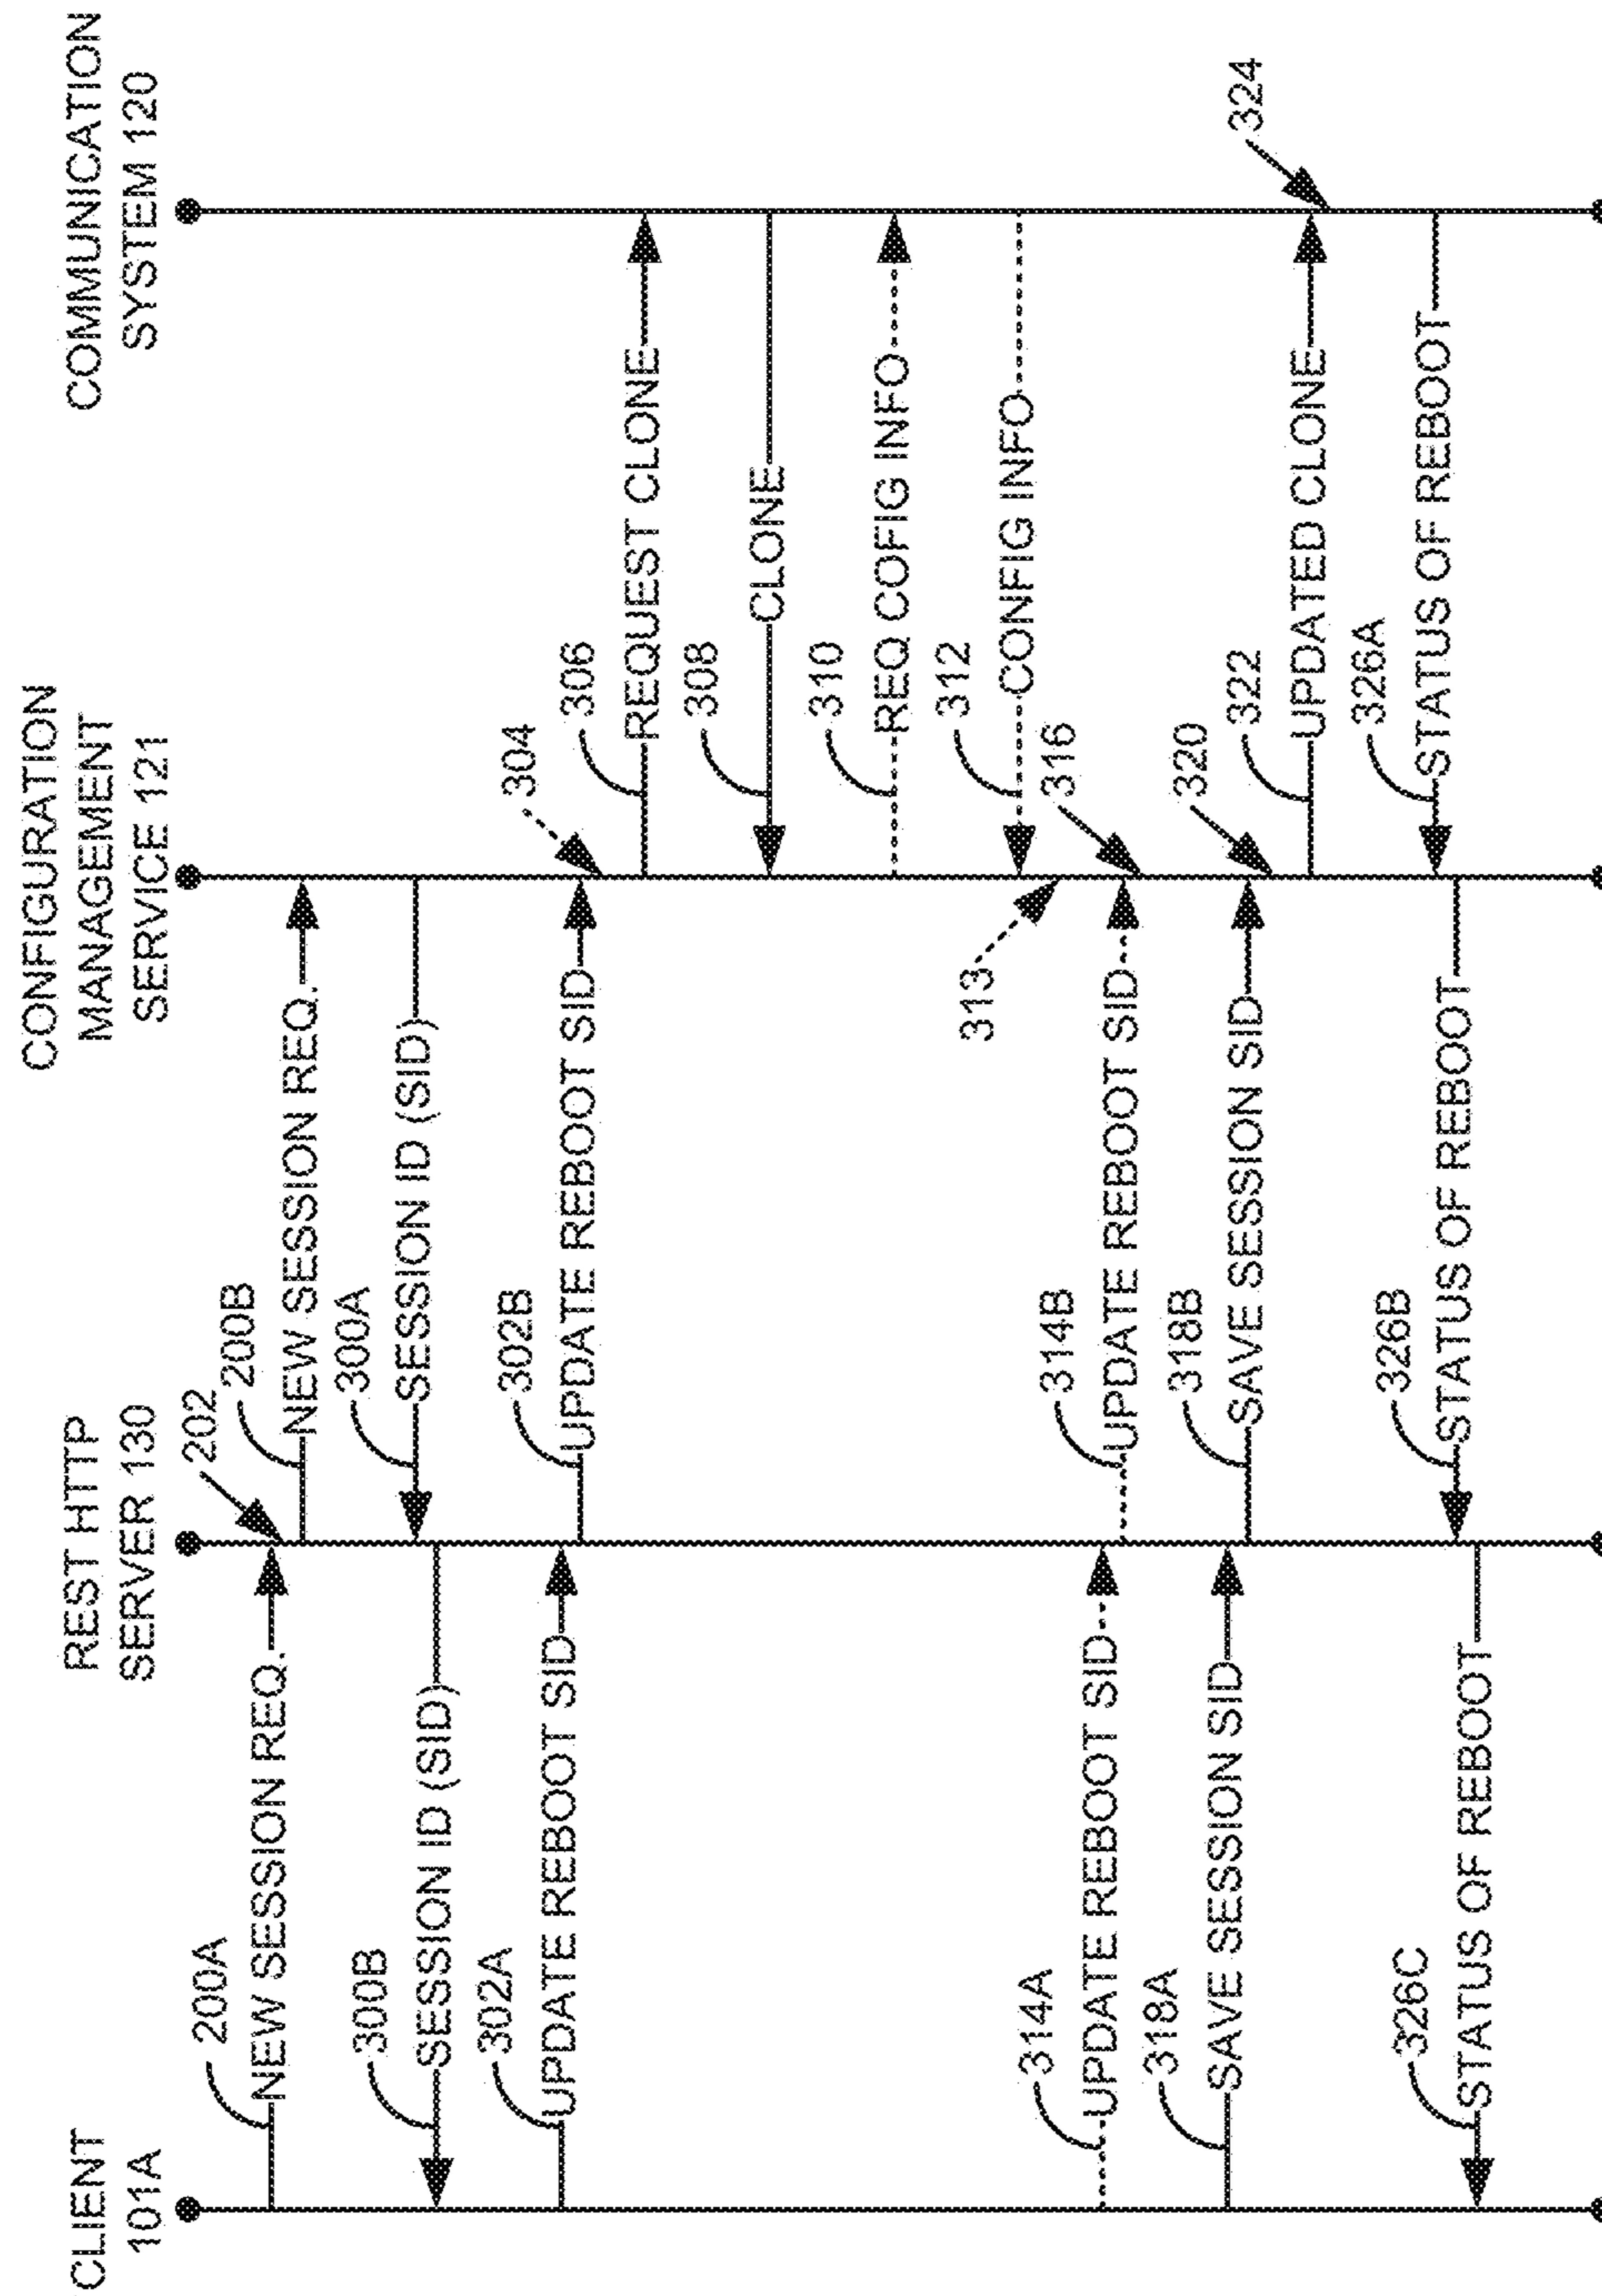 CLIENT
101A
REST HTTP
SERVER 130
CONFIGURATION
MANAGEMENT
SERVICE 121
COMMUNICATION
SYSTEM 120
200A
NEW SESSION REQ.
202
200B
NEW SESSION REQ.
300A
SESSION ID (SID)
300B
SESSION ID (SID)
302A
UPDATE REBOOT SID
302B
UPDATE REBOOT SID
304
306
REQUEST CLONE
308
CLONE
310
REQ COFIG INFO
312
CONFIG INFO
313
314A
UPDATE REBOOT SID
314B
UPDATE REBOOT SID
316
318A
SAVE SESSION SID
318B
SAVE SESSION SID
320
322
UPDATED CLONE
324
326A
STATUS OF REBOOT
326B
STATUS OF REBOOT
326C
STATUS OF REBOOT